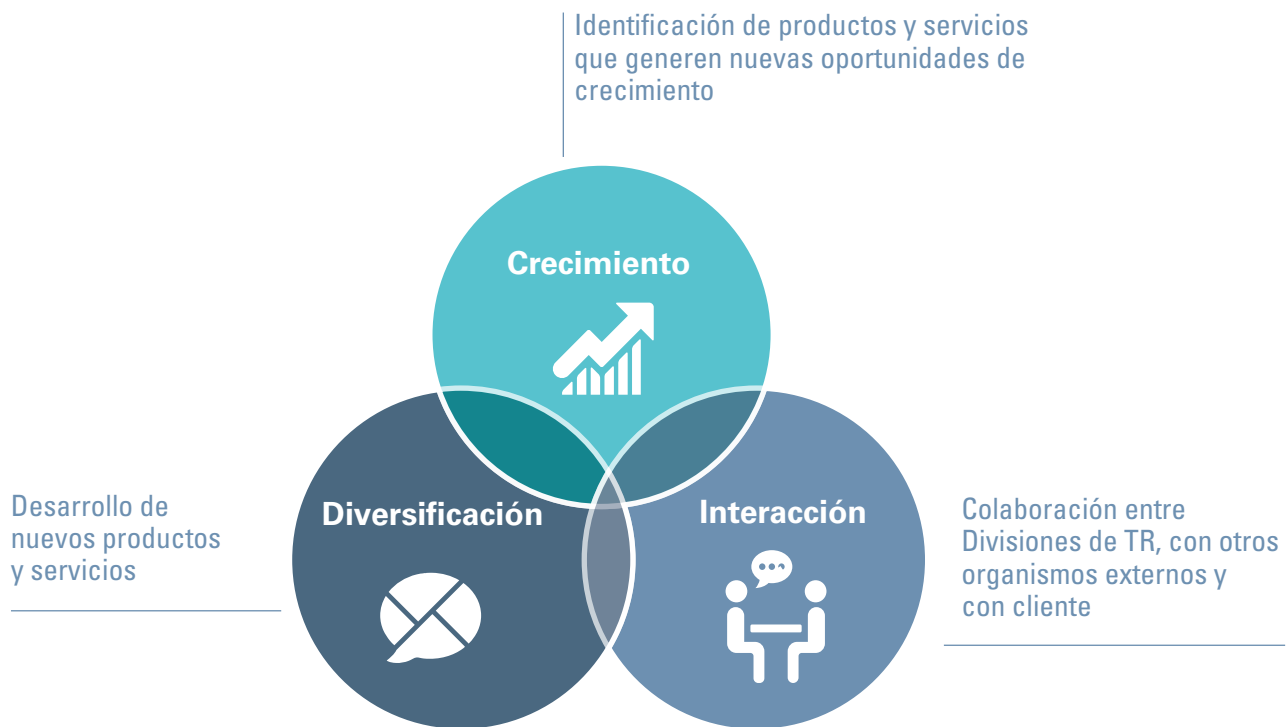 Identificación de productos y servicios
que generen nuevas oportunidades de
crecimiento
Crecimiento
Diversificación
Interacción
Desarrollo de
nuevos productos
y servicios
Colaboración entre
Divisiones de TR, con otros
organismos externos y
con cliente